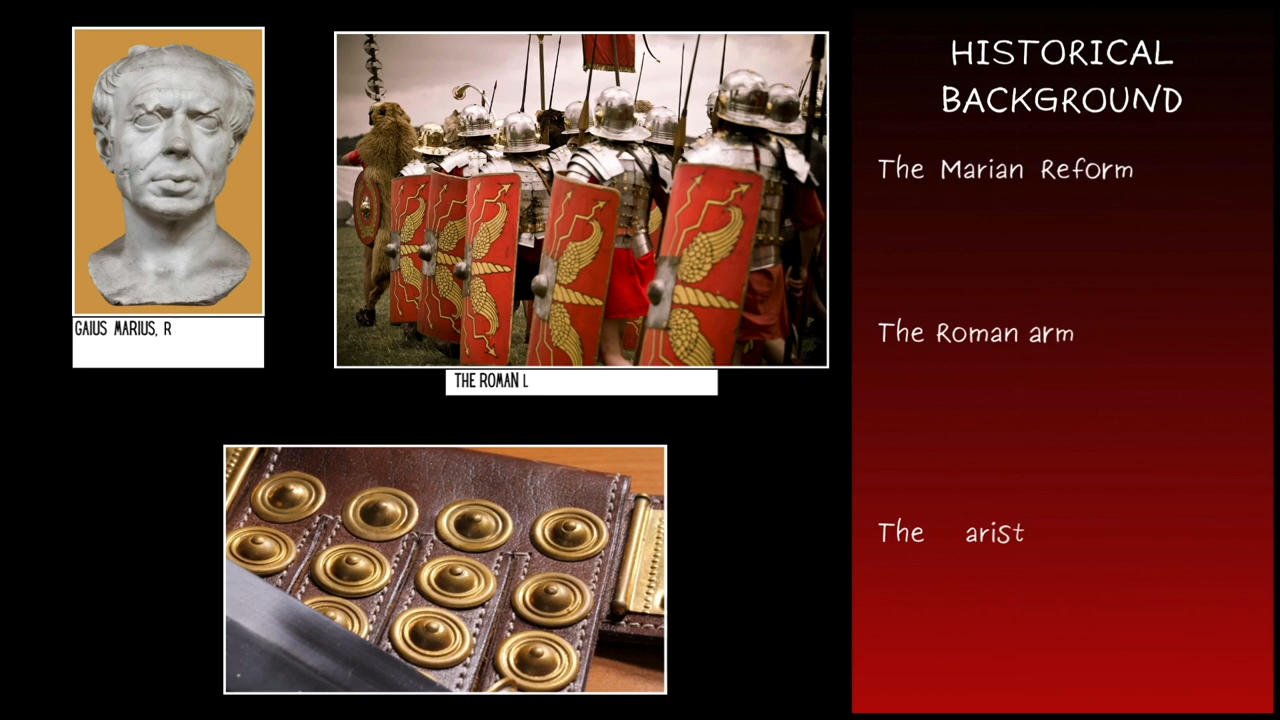 HISTORICAL
BACKGROUND
The Marian Reform
The Roman arm
The arist
GAIUS MARIUS, R
THE ROMAN L